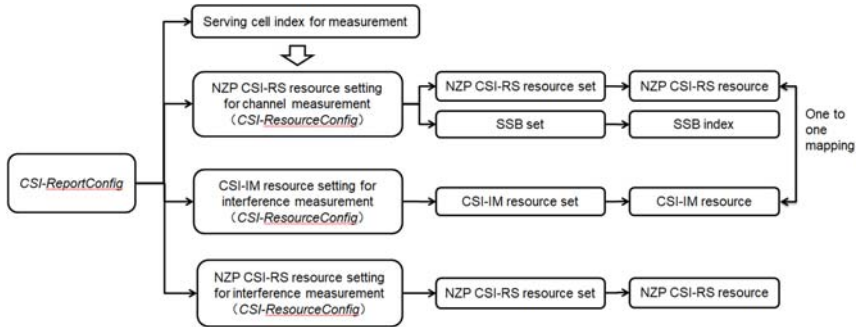 Serving cell index for measurement
NZP CSI-RS resource setting
for channel measurement
（CSI-ResourceConfig）
NZP CSI-RS resource set
NZP CSI-RS resource
SSB set
SSB index
One to
one
mapping
CSI-ReportConfig
CSI-IM resource setting for
interference measurement
（CSI-ResourceConfig）
CSI-IM resource set
CSI-IM resource
NZP CSI-RS resource setting
for interference measurement
（CSI-ResourceConfig）
NZP CSI-RS resource set
NZP CSI-RS resource